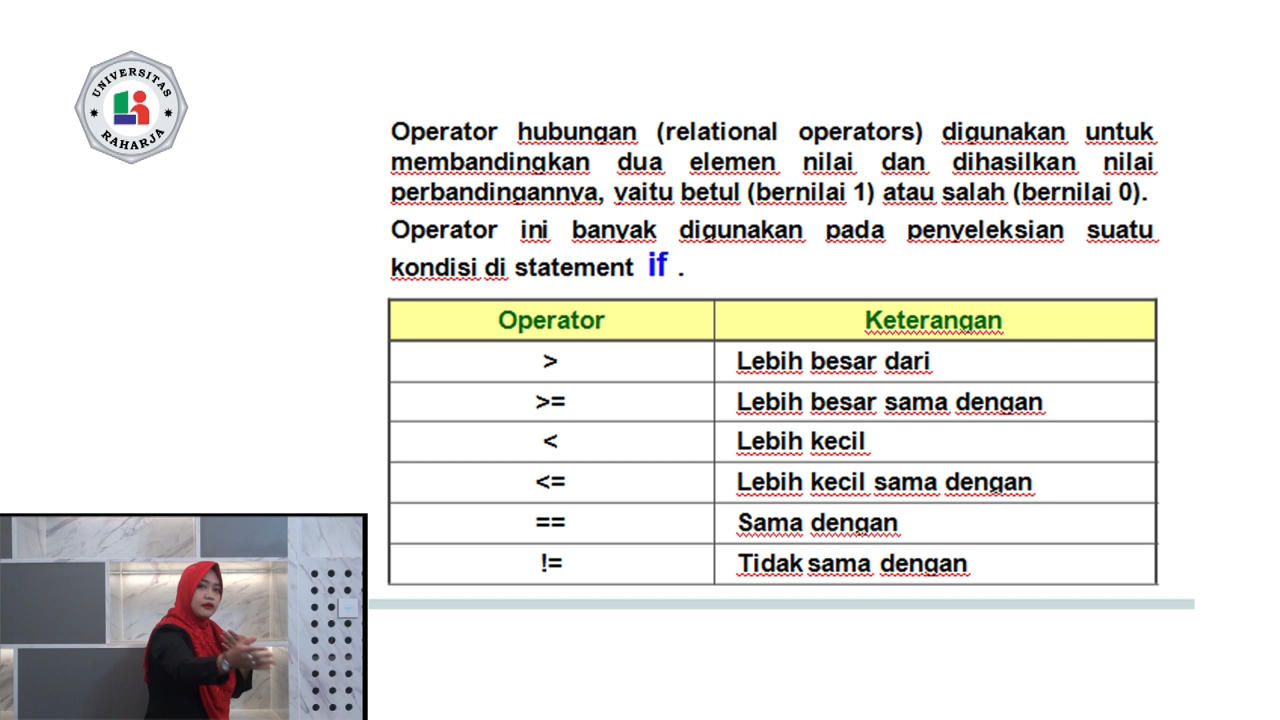 UNIVERSITAS
RAHARJA
Operator hubungan (relational operators) digunakan untuk
membandingkan dua elemen nilai dan dihasilkan nilai
perbandingannya, yaitu betul (bernilai 1) atau salah (bernilai 0).
Operator ini banyak digunakan pada penyeleksian suatu
kondisi di statement if .
Operator Keterangan
> Lebih besar dari
>= Lebih besar sama dengan
< Lebih kecil
<= Lebih kecil sama dengan
== Sama dengan
!= Tidak sama dengan